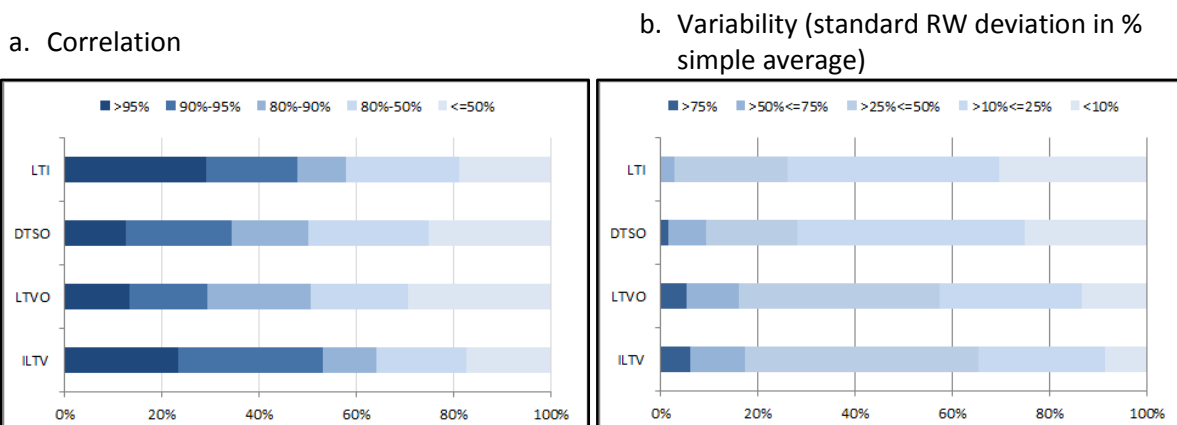 a. Correlation
b. Variability (standard RW deviation in %
simple average)
>95% 90%-95% 80%-90% 80%-50% <=50%
LTI
DTSO
LTVO
ILTV
0% 20% 40% 60% 80% 100%
>75% >50%<=75% >25%<=50% >10%<=25% <10%
LTI
DTSO
LTVO
ILTV
0% 20% 40% 60% 80% 100%